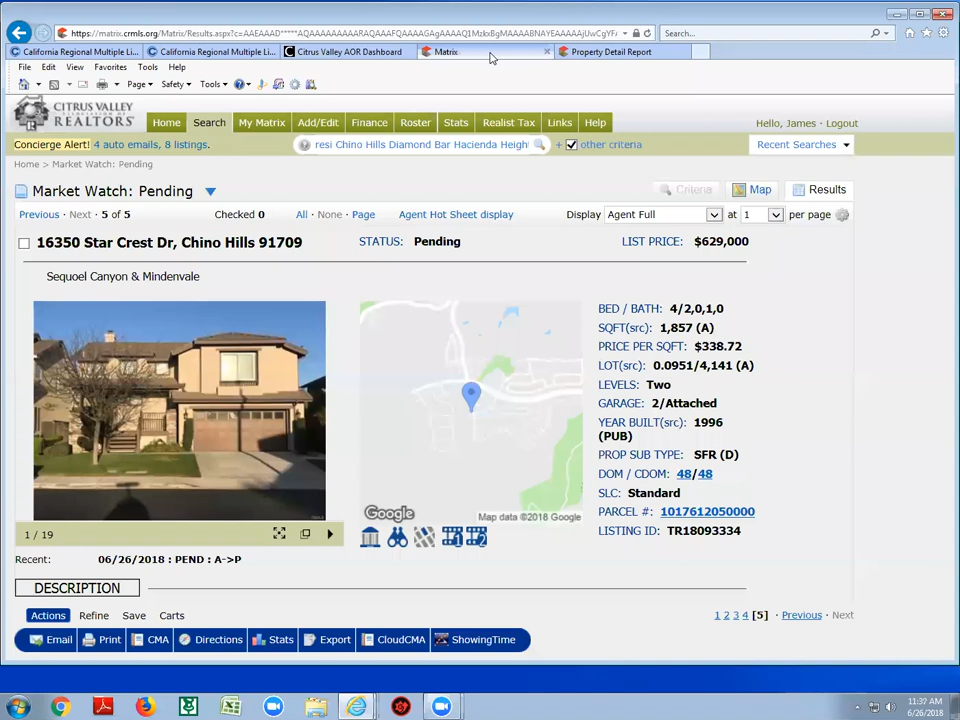 https://matrix.crmls.org/Matrix/Results.aspx?c=
Search...
California Regional Multiple Li...
California Regional Multiple Li...
Citrus Valley AOR Dashboard
Matrix
Property Detail Report
File Edit View Favorites Tools Help
Page Safety Tools
CITRUS VALLEY
REALTORS
Home Search My Matrix Add/Edit Finance Roster Stats Realist Tax Links Help
Hello, James · Logout
Concierge Alert! 4 auto emails, 8 listings.
resi Chino Hills Diamond Bar Hacienda Height
+ other criteria
Recent Searches
Home > Market Watch: Pending
Market Watch: Pending
Criteria Map Results
Previous · Next · 5 of 5
Checked 0
All · None · Page
Agent Hot Sheet display
Display Agent Full at 1 per page
16350 Star Crest Dr, Chino Hills 91709
STATUS: Pending
LIST PRICE: $629,000
Sequoel Canyon & Mindenvale
BED / BATH: 4/2,0,1,0
SQFT(src): 1,857 (A)
PRICE PER SQFT: $338.72
LOT(src): 0.0951/4,141 (A)
LEVELS: Two
GARAGE: 2/Attached
YEAR BUILT(src): 1996
(PUB)
PROP SUB TYPE: SFR (D)
DOM / CDOM: 48/48
SLC: Standard
PARCEL #: 1017612050000
LISTING ID: TR18093334
Google
Map data ©2018 Google
1 / 19
1
2
Recent: 06/26/2018 : PEND : A->P
DESCRIPTION
Actions Refine Save Carts
1 2 3 4 [5] · Previous · Next
Email Print CMA Directions Stats Export CloudCMA ShowingTime
11:37 AM
6/26/2018